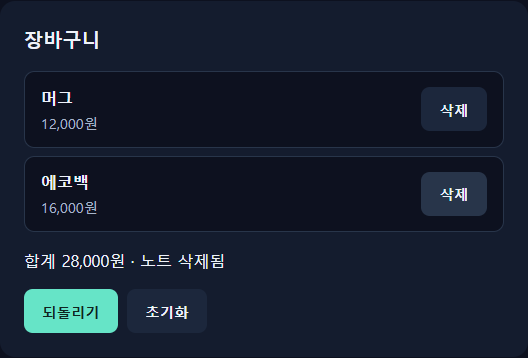 장바구니
머그
12,000원
삭제
에코백
16,000원
삭제
합계 28,000원 · 노트 삭제됨
되돌리기 초기화